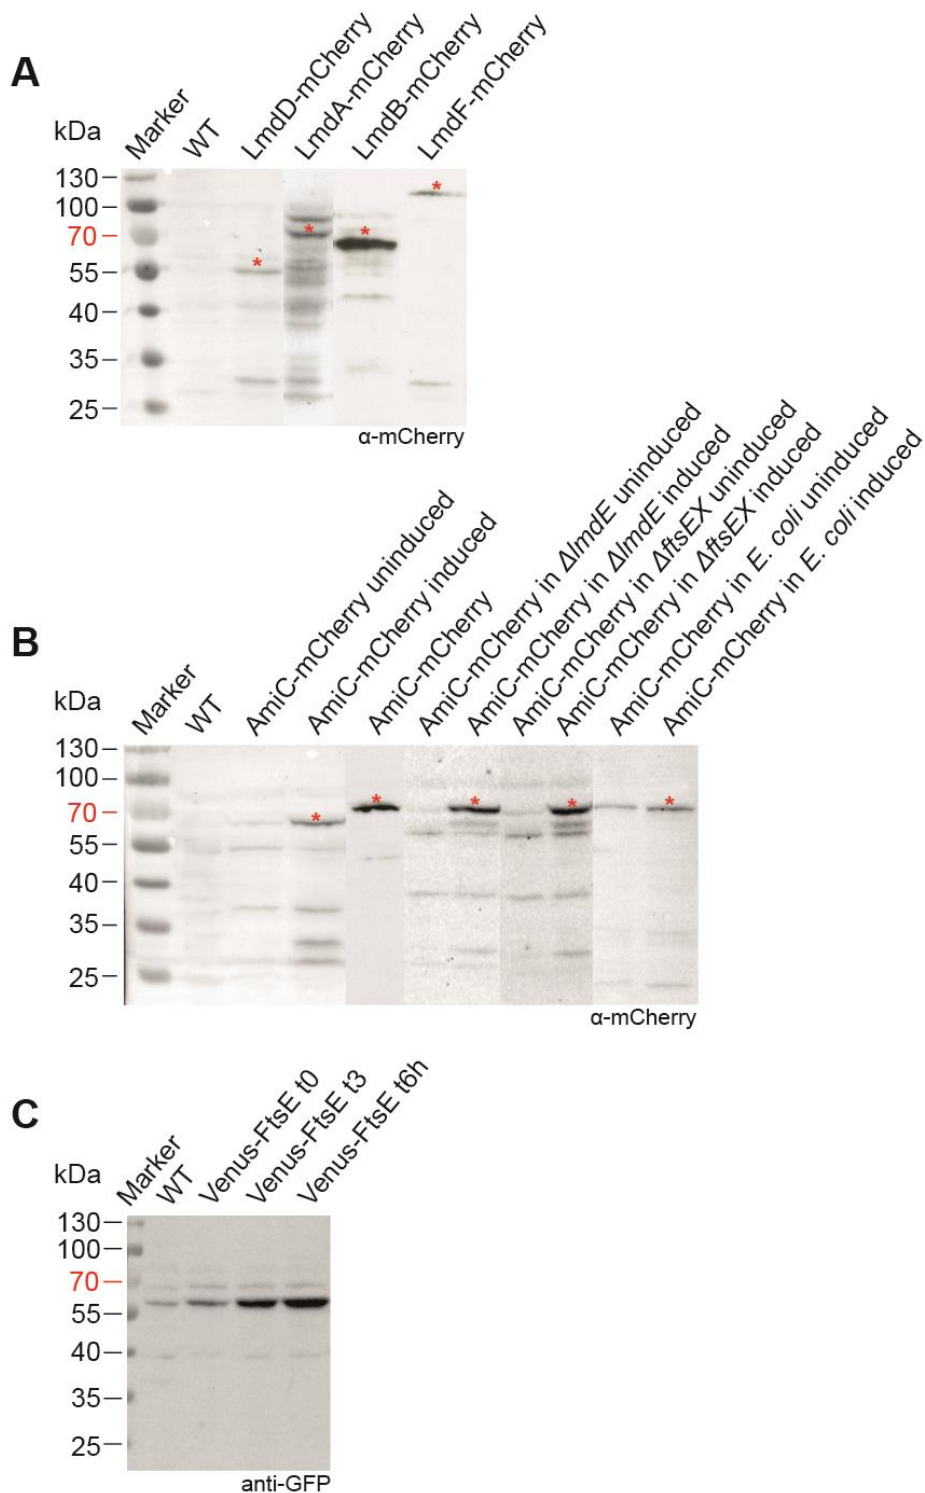 A
kDa
Marker
WT
LmdD-mCherry
LmdA-mCherry
LmdB-mCherry
LmdF-mCherry
130
100
70
55
40
35
25
* * * *
α-mCherry
B
kDa
Marker
WT
AmiC-mCherry uninduced
AmiC-mCherry induced
AmiC-mCherry
AmiC-mCherry in ΔlmdE uninduced
AmiC-mCherry in ΔlmdE induced
AmiC-mCherry in ΔftsEX uninduced
AmiC-mCherry in ΔftsEX induced
AmiC-mCherry in E. coli uninduced
AmiC-mCherry in E. coli induced
130
100
70
55
40
35
25
* * * * *
α-mCherry
C
kDa
Marker
WT
Venus-FtsE t0
Venus-FtsE t3
Venus-FtsE t6h
130
100
70
55
40
35
25
anti-GFP